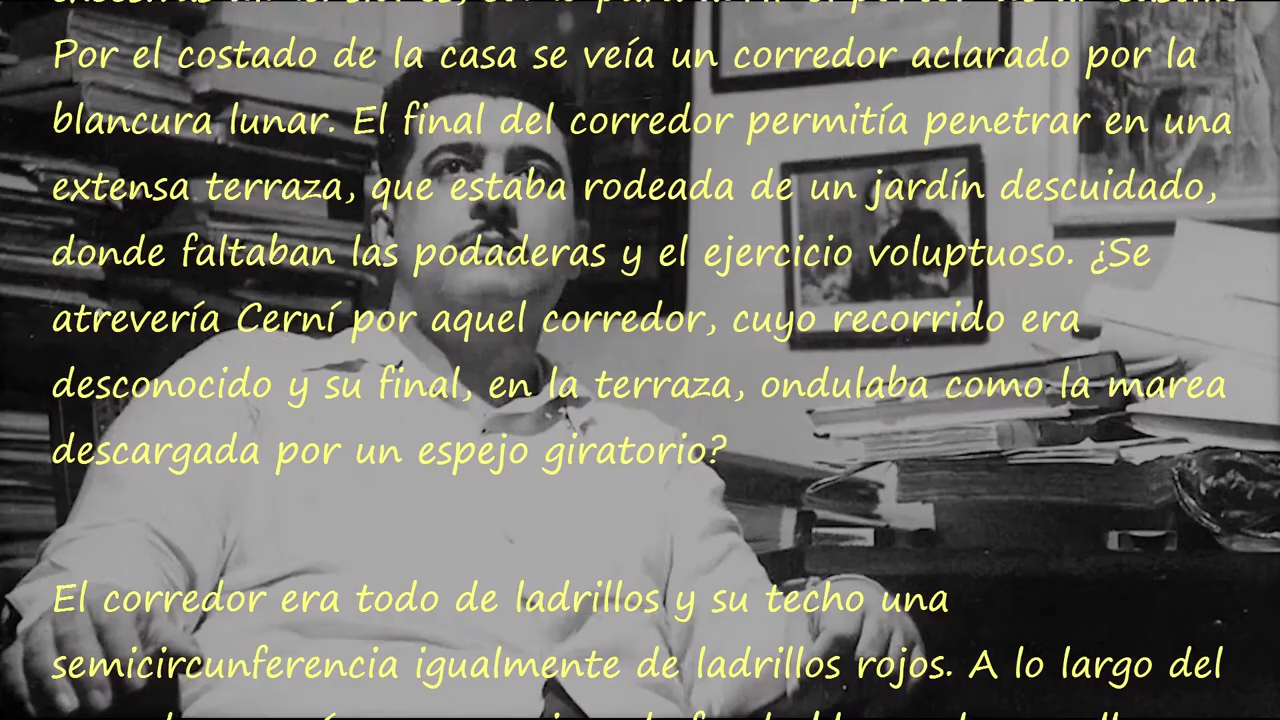 Por el costado de la casa se veía un corredor aclarado por la
blancura lunar. El final del corredor permitía penetrar en una
extensa terraza, que estaba rodeada de un jardín descuidado,
donde faltaban las podaderas y el ejercicio voluptuoso. ¿Se
atrevería Cerní por aquel corredor, cuyo recorrido era
desconocido y su final, en la terraza, ondulaba como la marea
descargada por un espejo giratorio?
El corredor era todo de ladrillos y su techo una
semicircunferencia igualmente de ladrillos rojos. A lo largo del